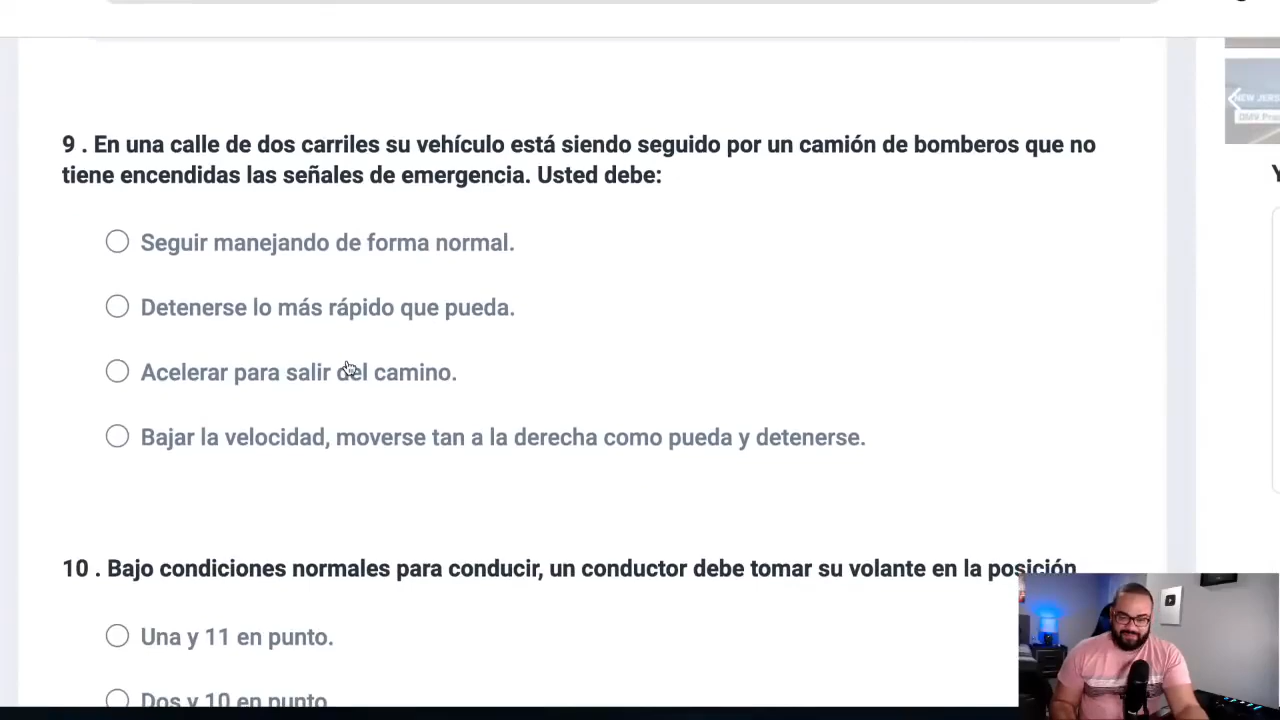 9 . En una calle de dos carriles su vehículo está siendo seguido por un camión de bomberos que no
tiene encendidas las señales de emergencia. Usted debe:
Seguir manejando de forma normal.
Detenerse lo más rápido que pueda.
Acelerar para salir del camino.
Bajar la velocidad, moverse tan a la derecha como pueda y detenerse.
10 . Bajo condiciones normales para conducir, un conductor debe tomar su volante en la posición
Una y 11 en punto.
Dos y 10 en punto
NEW JERS
DMV Prac
Y